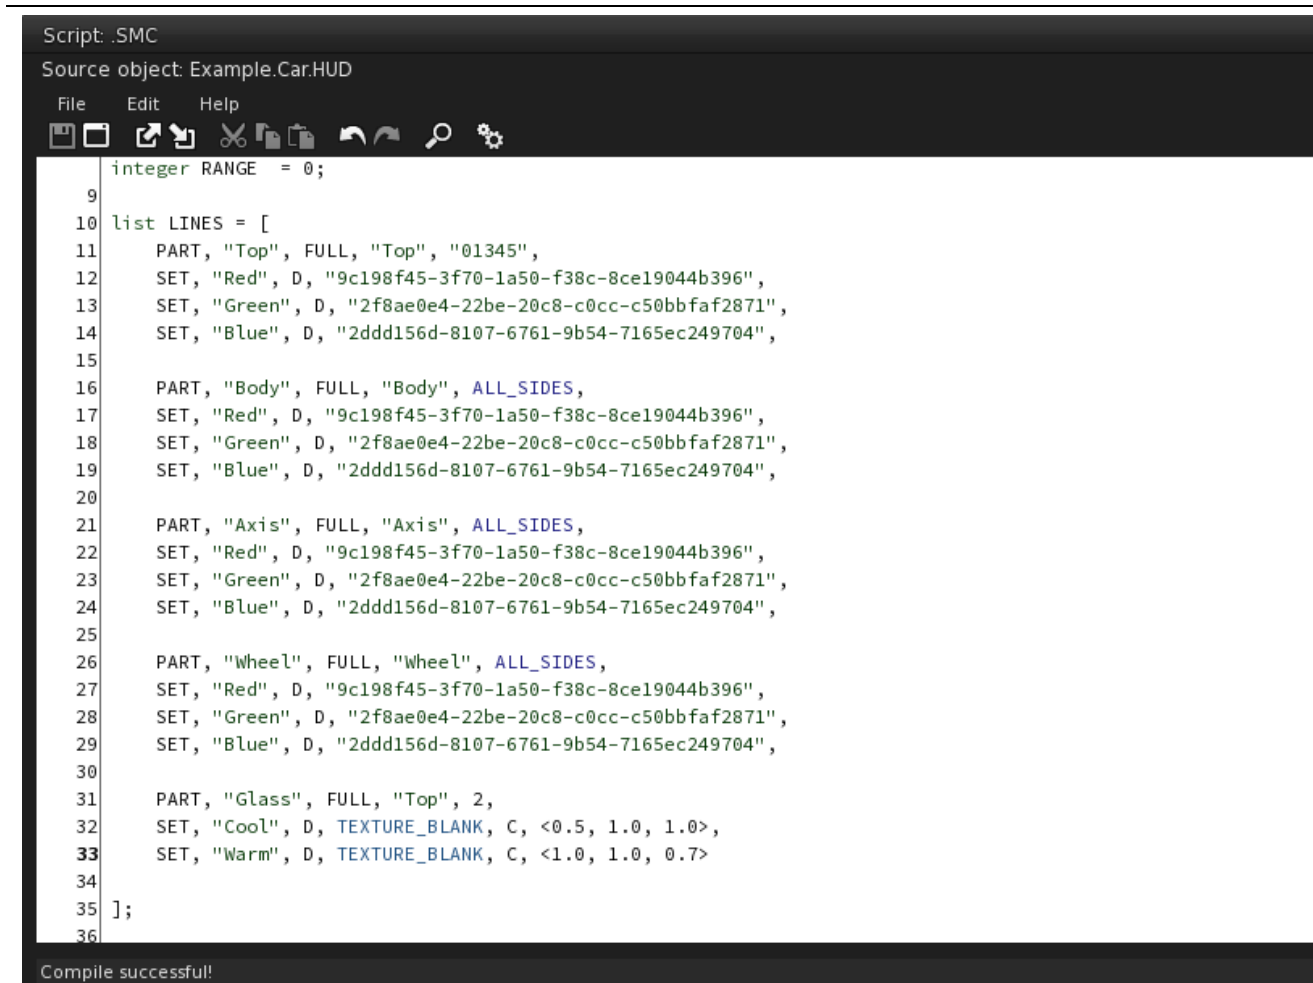 Script: .SMC
Source object: Example.Car.HUD
File Edit Help
integer RANGE  = 0;
9
10 list LINES = [
11     PART, "Top", FULL, "Top", "01345",
12     SET, "Red", D, "9c198f45-3f70-1a50-f38c-8ce19044b396",
13     SET, "Green", D, "2f8ae0e4-22be-20c8-c0cc-c50bbfaf2871",
14     SET, "Blue", D, "2ddd156d-8107-6761-9b54-7165ec249704",
15
16     PART, "Body", FULL, "Body", ALL_SIDES,
17     SET, "Red", D, "9c198f45-3f70-1a50-f38c-8ce19044b396",
18     SET, "Green", D, "2f8ae0e4-22be-20c8-c0cc-c50bbfaf2871",
19     SET, "Blue", D, "2ddd156d-8107-6761-9b54-7165ec249704",
20
21     PART, "Axis", FULL, "Axis", ALL_SIDES,
22     SET, "Red", D, "9c198f45-3f70-1a50-f38c-8ce19044b396",
23     SET, "Green", D, "2f8ae0e4-22be-20c8-c0cc-c50bbfaf2871",
24     SET, "Blue", D, "2ddd156d-8107-6761-9b54-7165ec249704",
25
26     PART, "Wheel", FULL, "Wheel", ALL_SIDES,
27     SET, "Red", D, "9c198f45-3f70-1a50-f38c-8ce19044b396",
28     SET, "Green", D, "2f8ae0e4-22be-20c8-c0cc-c50bbfaf2871",
29     SET, "Blue", D, "2ddd156d-8107-6761-9b54-7165ec249704",
30
31     PART, "Glass", FULL, "Top", 2,
32     SET, "Cool", D, TEXTURE_BLANK, C, <0.5, 1.0, 1.0>,
33     SET, "Warm", D, TEXTURE_BLANK, C, <1.0, 1.0, 0.7>
34
35 ];
36
Compile successful!